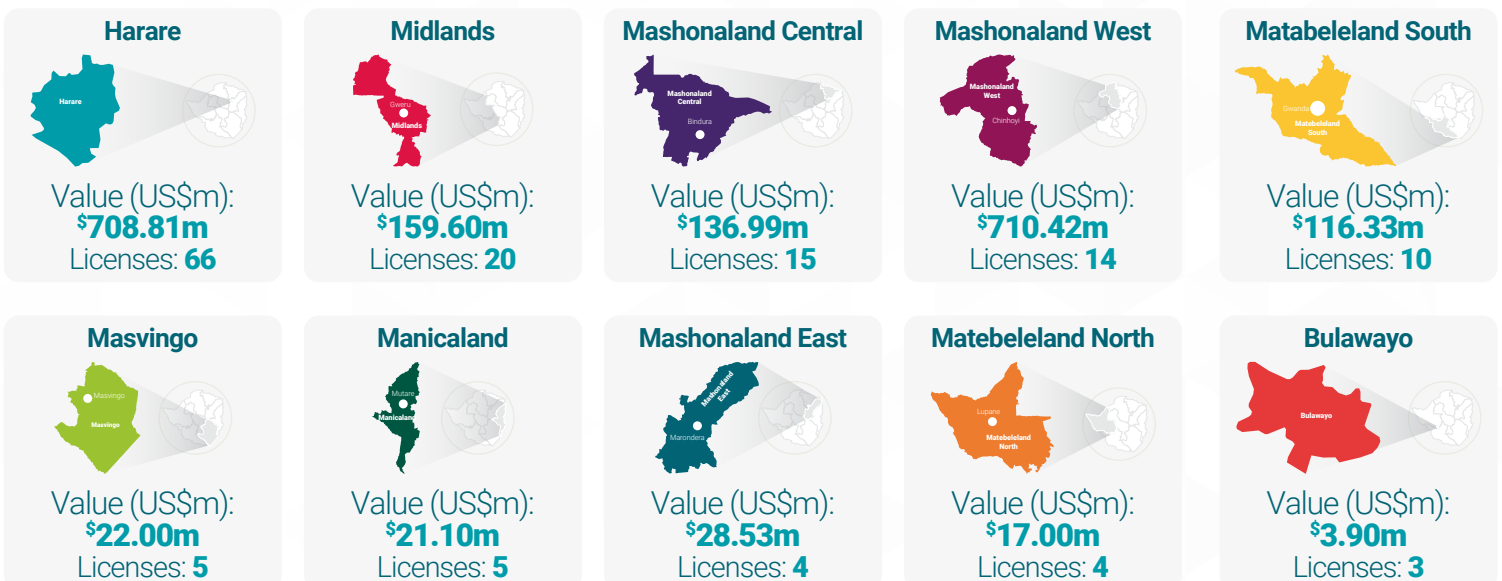 Harare
Harare
Value (US$m):
$708.81m
Licenses: 66
Midlands
Gweru
Midlands
Value (US$m):
$159.60m
Licenses: 20
Mashonaland Central
Mashonaland
Central
Bindura
Value (US$m):
$136.99m
Licenses: 15
Mashonaland West
Mashonaland
West
Chinhoyi
Value (US$m):
$710.42m
Licenses: 14
Matabeleland South
Gwanda
Matebeleland
South
Value (US$m):
$116.33m
Licenses: 10
Masvingo
Masvingo
Masvingo
Value (US$m):
$22.00m
Licenses: 5
Manicaland
Mutare
Manicaland
Value (US$m):
$21.10m
Licenses: 5
Mashonaland East
Mashonaland
East
Marondera
Value (US$m):
$28.53m
Licenses: 4
Matebeleland North
Lupane
Matebeleland
North
Value (US$m):
$17.00m
Licenses: 4
Bulawayo
Bulawayo
Value (US$m):
$3.90m
Licenses: 3